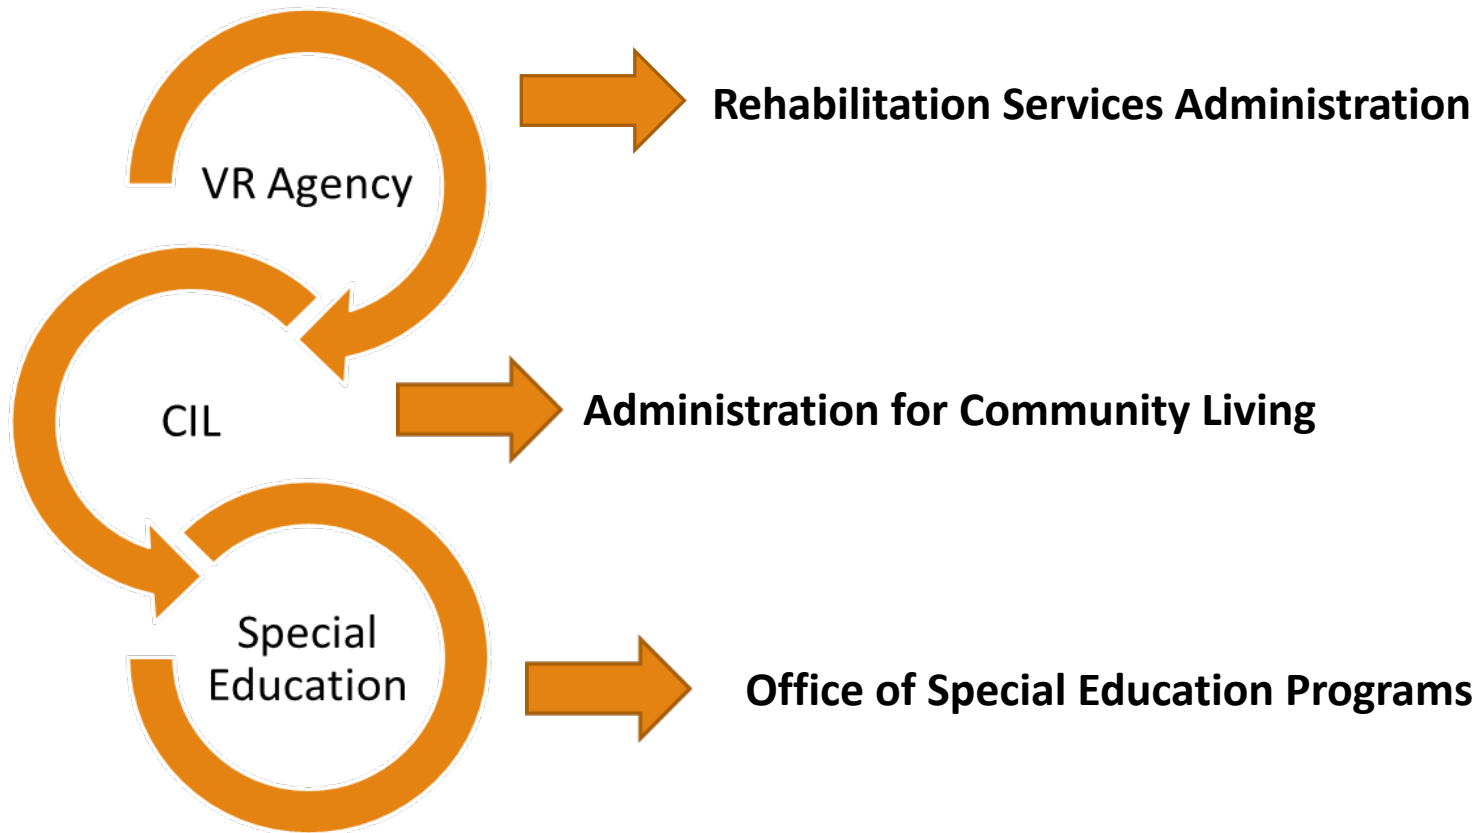 VR Agency
Rehabilitation Services Administration
CIL
Administration for Community Living
Special
Education
Office of Special Education Programs